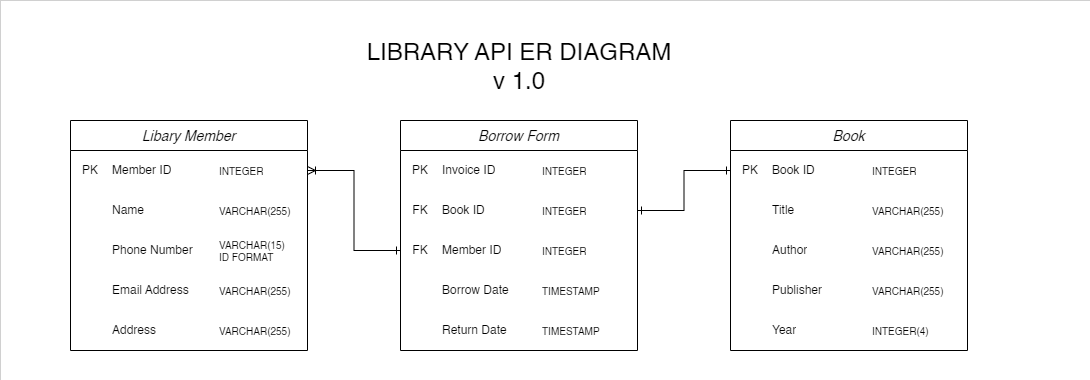 LIBRARY API ER DIAGRAM
v 1.0
Libary Member
PK Member ID INTEGER
Name VARCHAR(255)
Phone Number VARCHAR(15)
ID FORMAT
Email Address VARCHAR(255)
Address VARCHAR(255)
Borrow Form
PK Invoice ID INTEGER
FK Book ID INTEGER
FK Member ID INTEGER
Borrow Date TIMESTAMP
Return Date TIMESTAMP
Book
PK Book ID INTEGER
Title VARCHAR(255)
Author VARCHAR(255)
Publisher VARCHAR(255)
Year INTEGER(4)